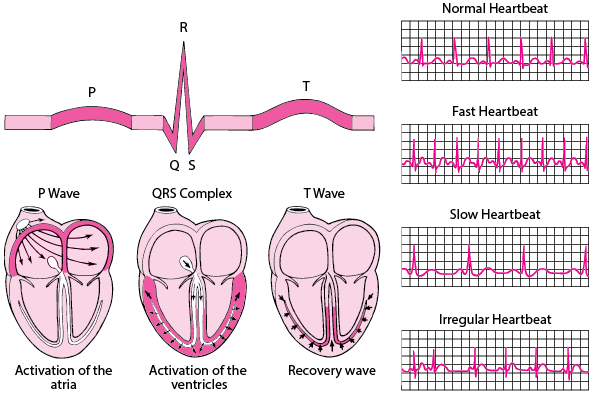 R
P
T
Q
S
P Wave
QRS Complex
T Wave
Activation of the
atria
Activation of the
ventricles
Recovery wave
Normal Heartbeat
Fast Heartbeat
Slow Heartbeat
Irregular Heartbeat